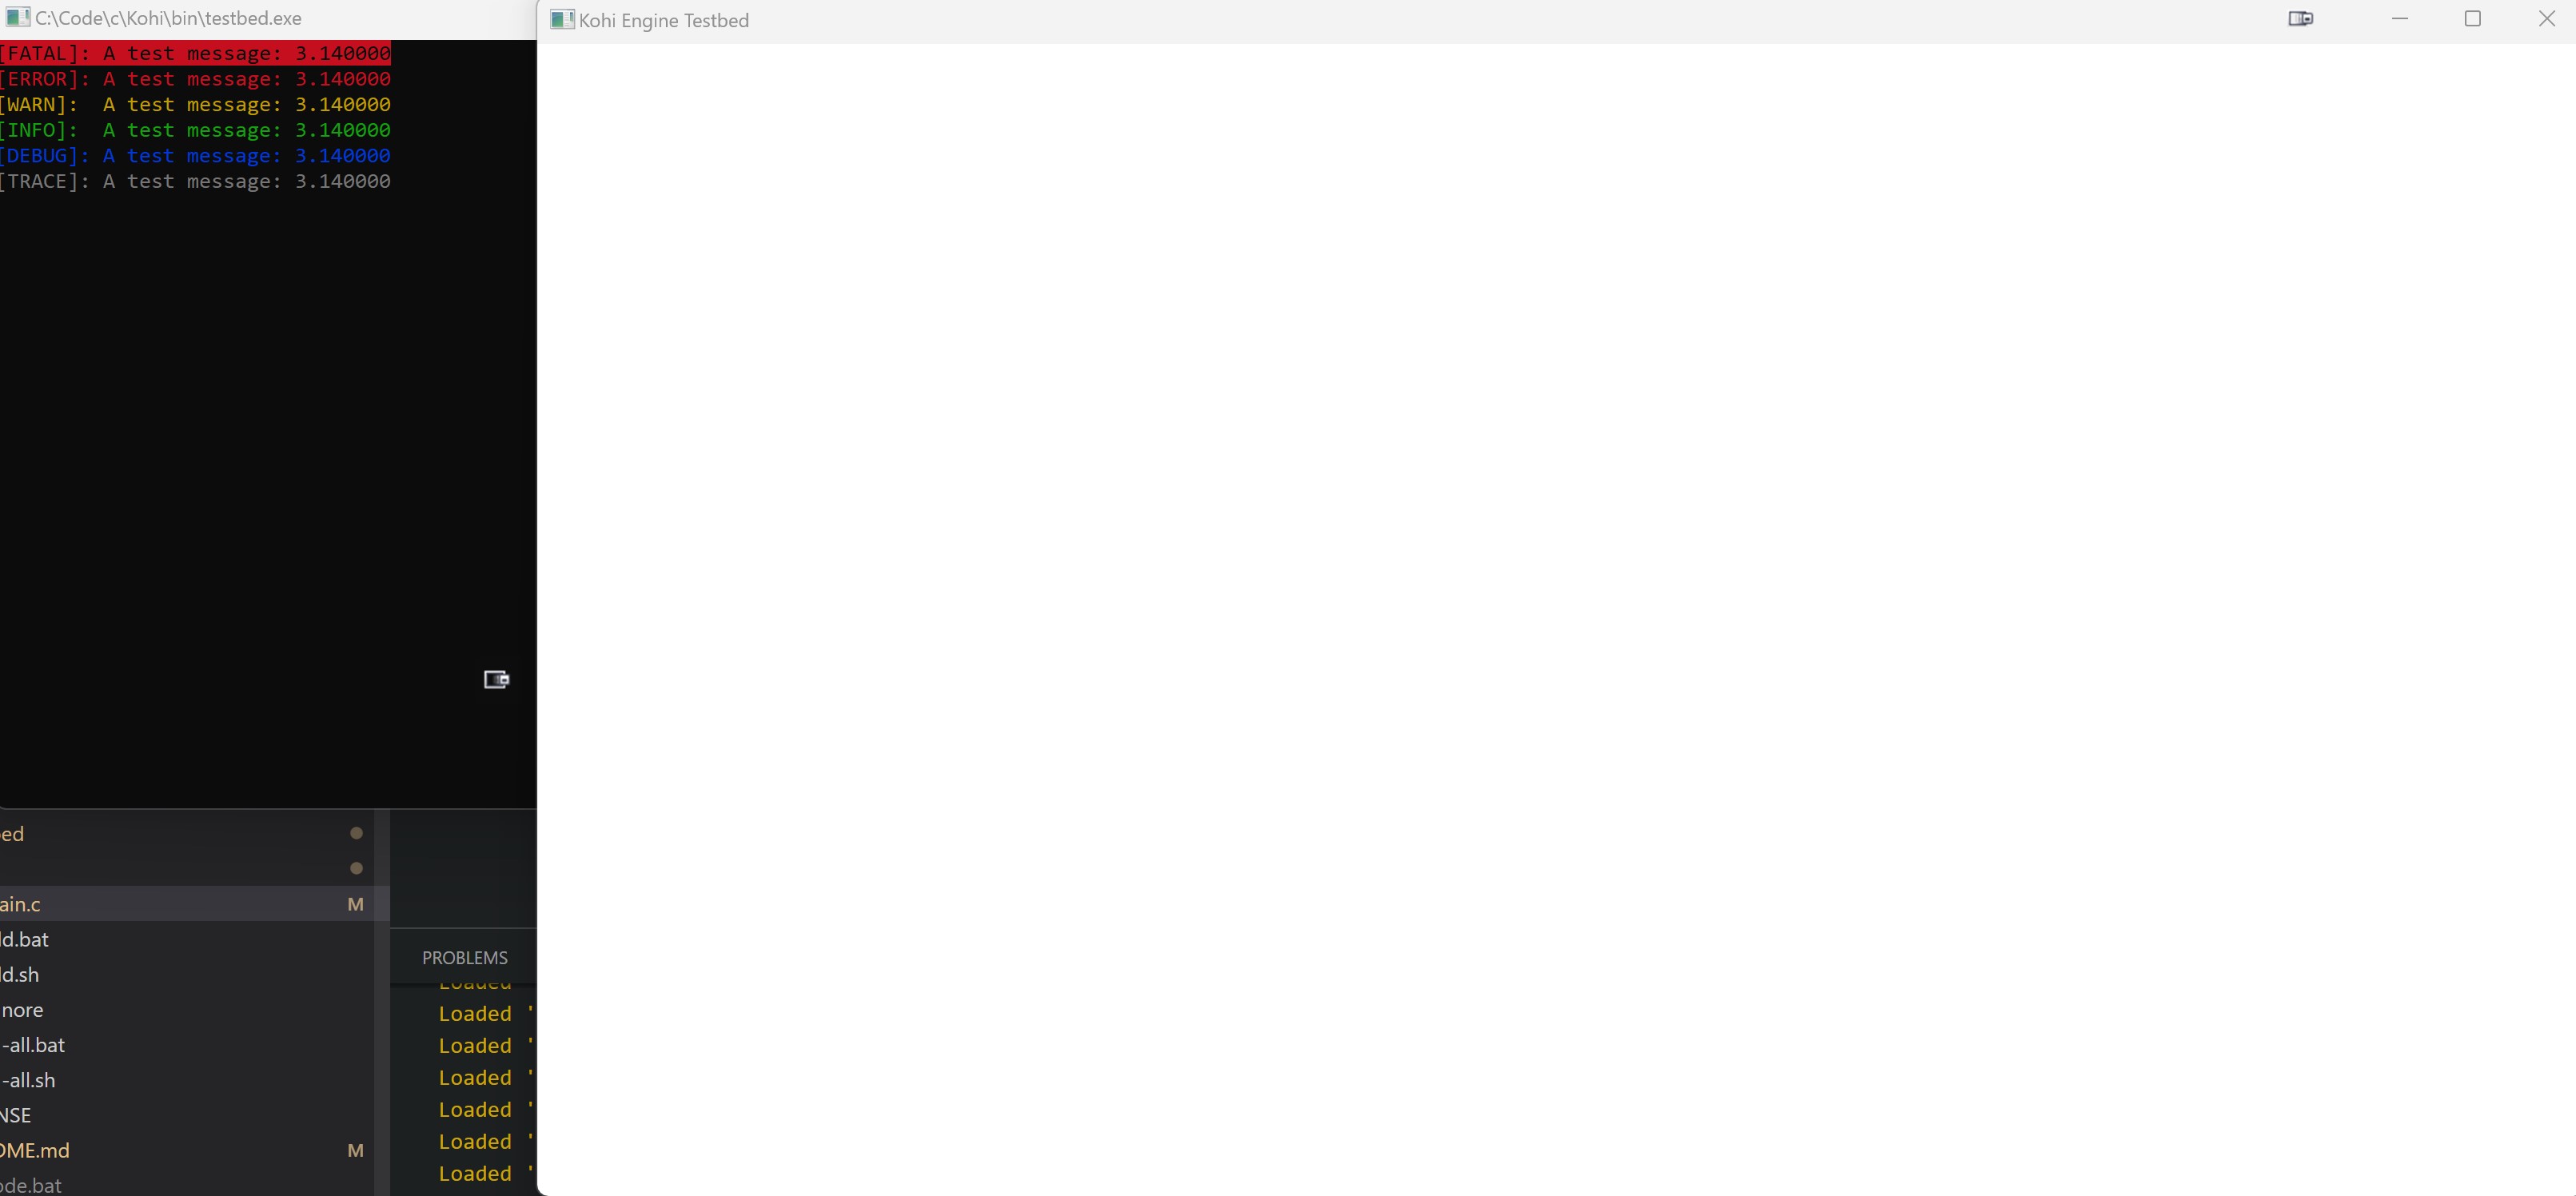 C:\Code\c\Kohi\bin\testbed.exe
[FATAL]: A test message: 3.140000
[ERROR]: A test message: 3.140000
[WARN]:  A test message: 3.140000
[INFO]:  A test message: 3.140000
[DEBUG]: A test message: 3.140000
[TRACE]: A test message: 3.140000
Kohi Engine Testbed
ed
ain.c M
ld.bat
ld.sh
nore
-all.bat
-all.sh
NSE
OME.md M
ode.bat
PROBLEMS
Loaded
Loaded '
Loaded '
Loaded '
Loaded '
Loaded '
Loaded '